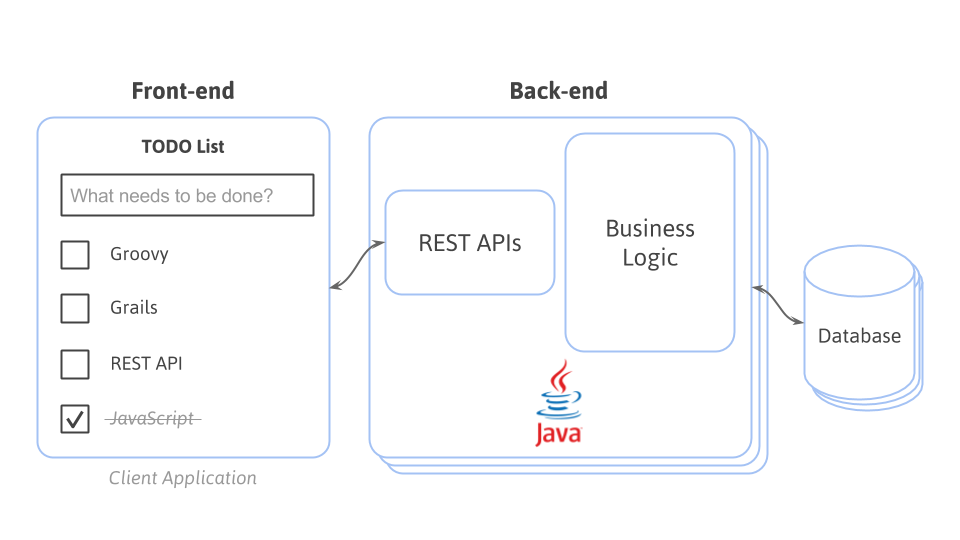 Front-end
Back-end
TODO List
What needs to be done?
Groovy
Grails
REST API
JavaScript
Client Application
REST APIs
Business
Logic
Java
Database